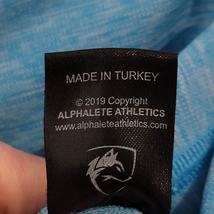 MADE IN TURKEY
© 2019 Copyright
ALPHALETE ATHLETICS
www.alphaleteathletics.com